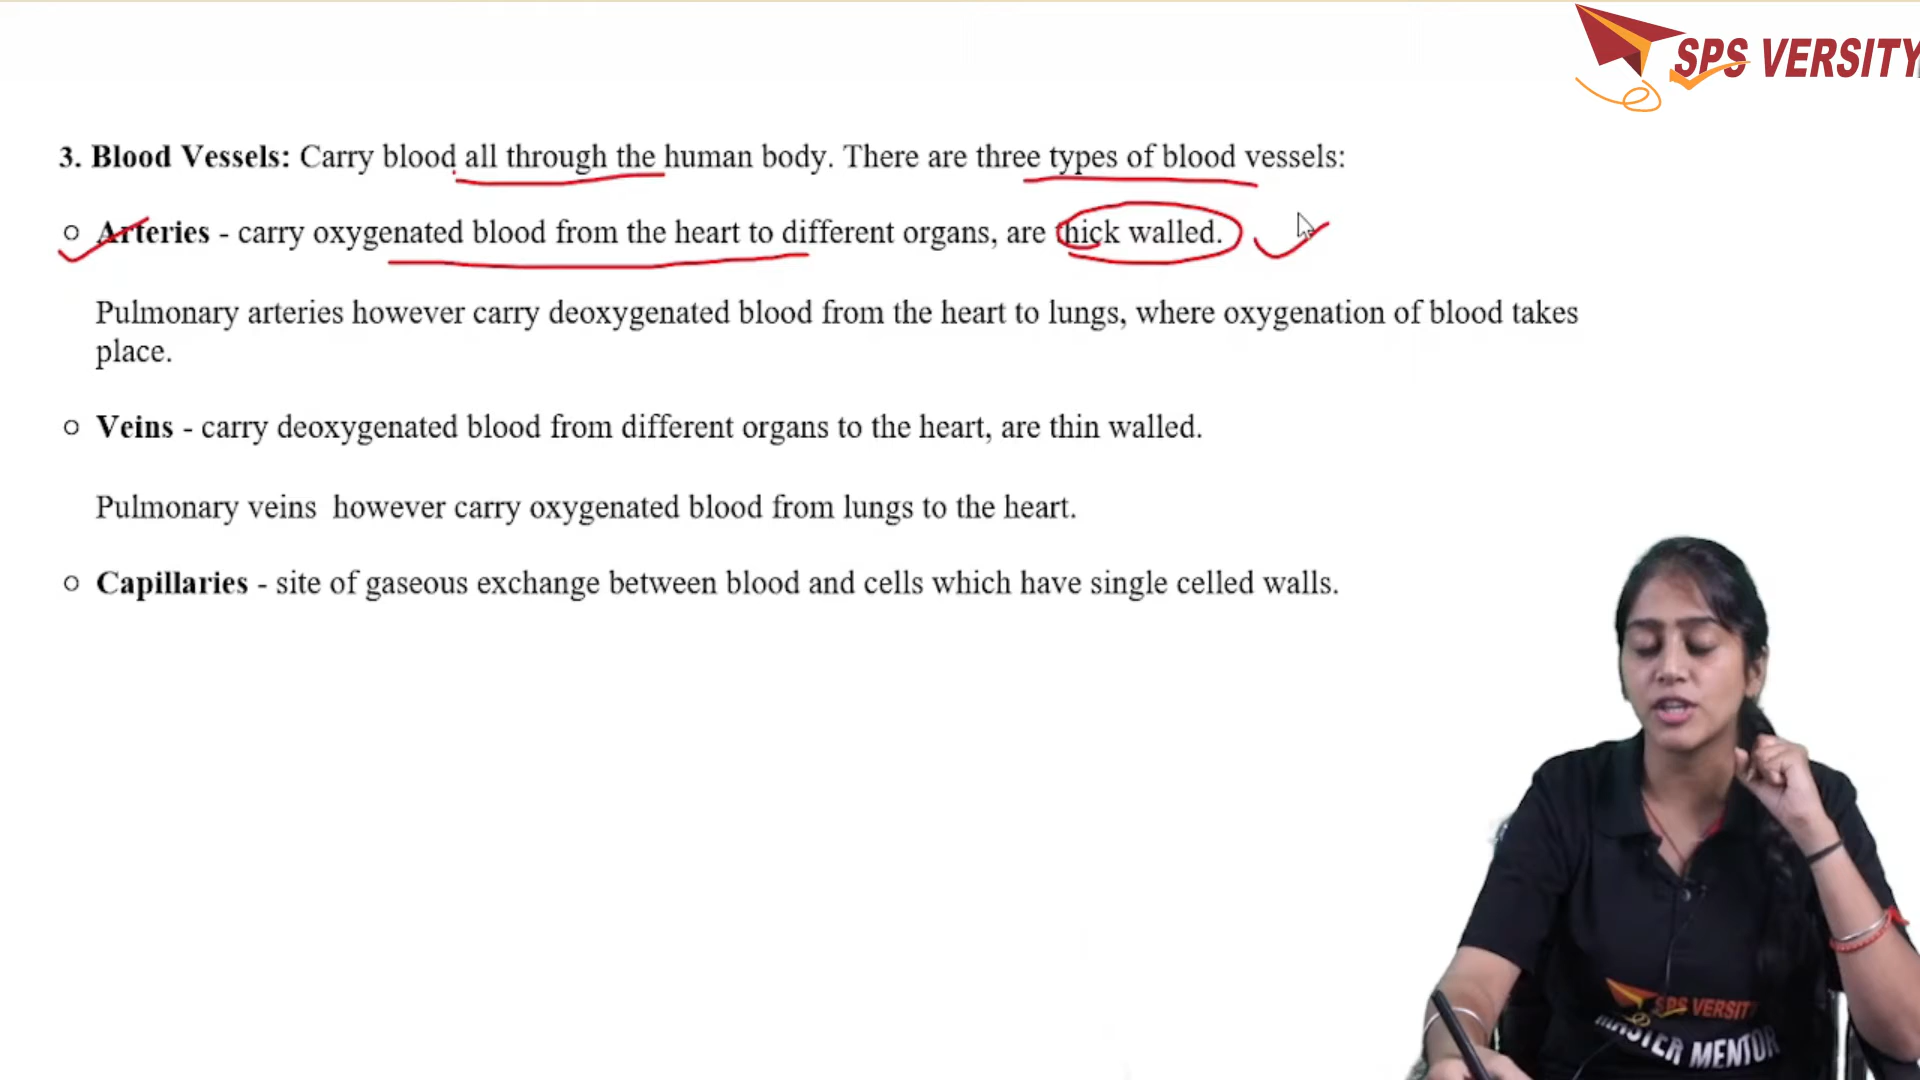 SPS VERSITY
3. Blood Vessels: Carry blood all through the human body. There are three types of blood vessels:
Arteries - carry oxygenated blood from the heart to different organs, are thick walled.
Pulmonary arteries however carry deoxygenated blood from the heart to lungs, where oxygenation of blood takes
place.
Veins - carry deoxygenated blood from different organs to the heart, are thin walled.
Pulmonary veins however carry oxygenated blood from lungs to the heart.
Capillaries - site of gaseous exchange between blood and cells which have single celled walls.
SPS VERSITY
MASTER MENTOR